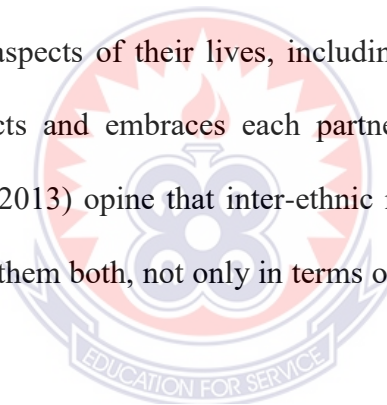 aspects of their lives, including
cts and embraces each partne
2013) opine that inter-ethnic
them both, not only in terms o
EDUCATION FOR SERVICE